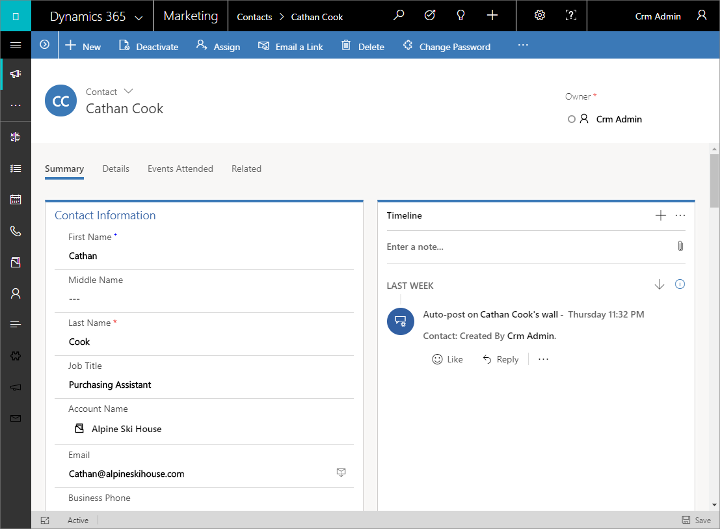 Dynamics 365 Marketing Contacts > Cathan Cook Crm Admin
New Deactivate Assign Email a Link Delete Change Password ...
CC
Contact
Cathan Cook
Owner *
Crm Admin
Summary Details Events Attended Related
Contact Information
First Name *
Cathan
Middle Name
---
Last Name *
Cook
Job Title
Purchasing Assistant
Account Name
Alpine Ski House
Email
Cathan@alpineskihouse.com
Business Phone
Timeline
Enter a note...
LAST WEEK
Auto-post on Cathan Cook's wall - Thursday 11:32 PM
Contact: Created By Crm Admin.
Like Reply ...
Active Save